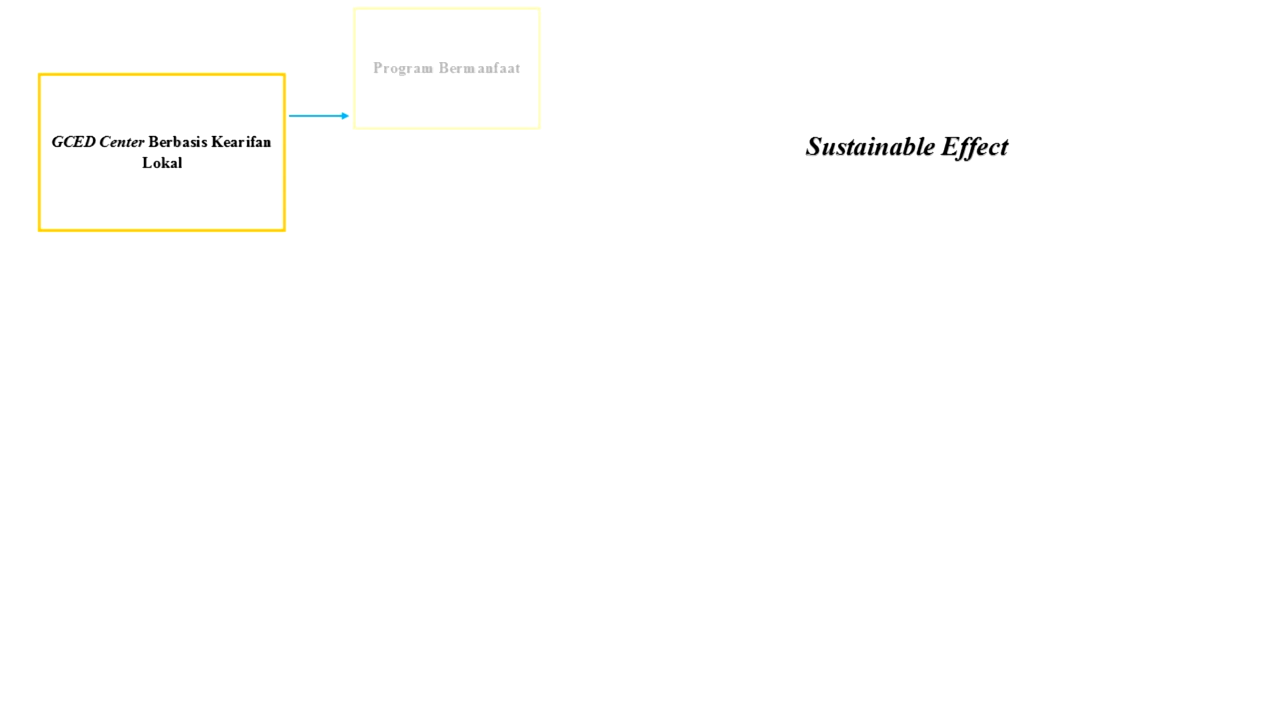 Program Bermanfaat
GCED Center Berbasis Kearifan
Lokal
Sustainable Effect